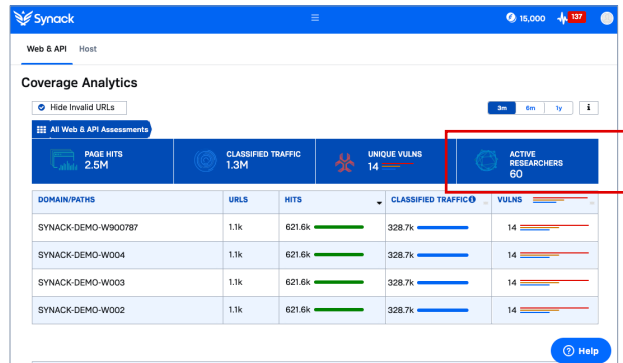 Synack
15,000
137
Web & API Host
Coverage Analytics
Hide Invalid URLs
3m 6m 1y i
All Web & API Assessments
PAGE HITS
2.5M
CLASSIFIED TRAFFIC
1.3M
UNIQUE VULNS
14
ACTIVE
RESEARCHERS
60
DOMAIN/PATHS URLS HITS CLASSIFIED TRAFFIC VULNS
SYNACK-DEMO-W900787 1.1k 621.6k 328.7k 14
SYNACK-DEMO-W004 1.1k 621.6k 328.7k 14
SYNACK-DEMO-W003 1.1k 621.6k 328.7k 14
SYNACK-DEMO-W002 1.1k 621.6k 328.7k 14
Help